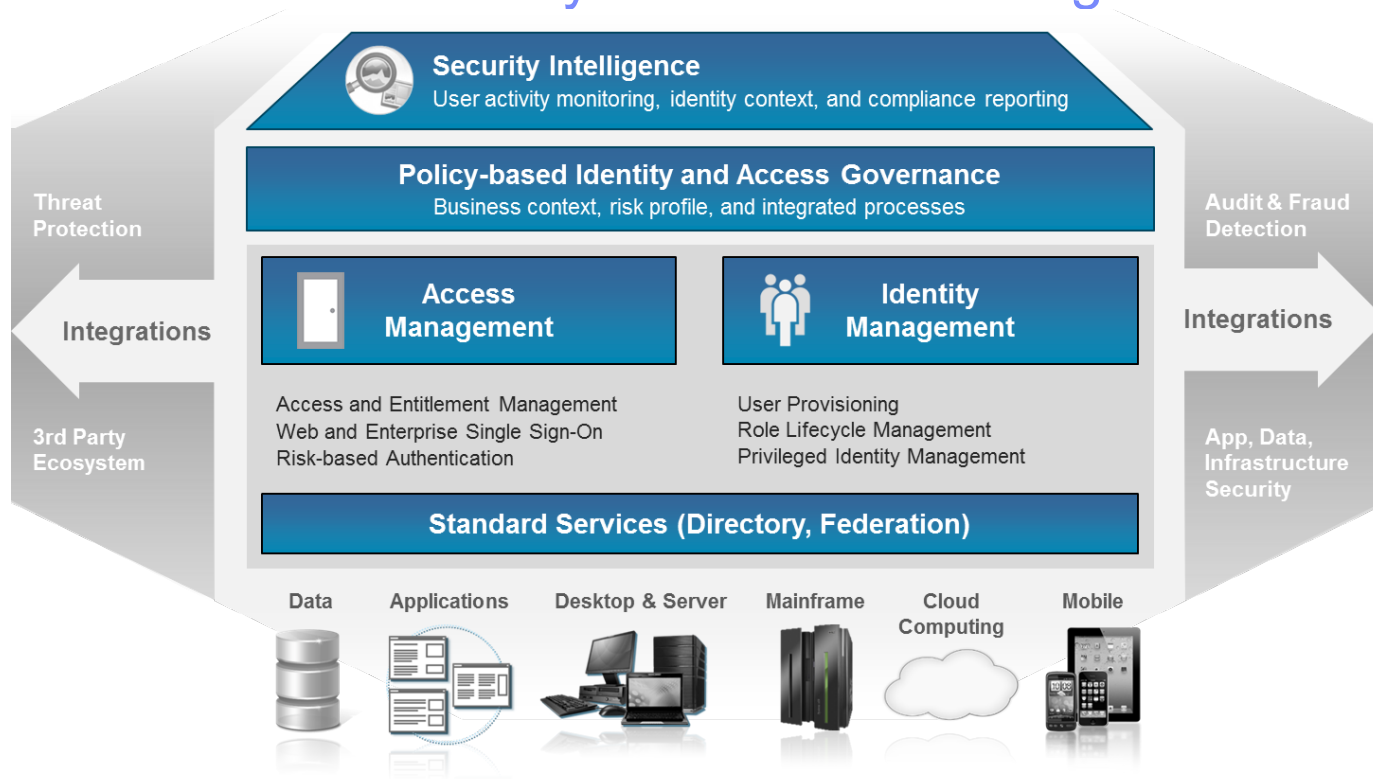 Security Intelligence
User activity monitoring, identity context, and compliance reporting
Policy-based Identity and Access Governance
Business context, risk profile, and integrated processes
Threat
Protection
Integrations
3rd Party
Ecosystem
Access
Management
Access and Entitlement Management
Web and Enterprise Single Sign-On
Risk-based Authentication
Identity
Management
User Provisioning
Role Lifecycle Management
Privileged Identity Management
Standard Services (Directory, Federation)
Audit & Fraud
Detection
Integrations
App, Data,
Infrastructure
Security
Data
Applications
Desktop & Server
Mainframe
Cloud
Computing
Mobile